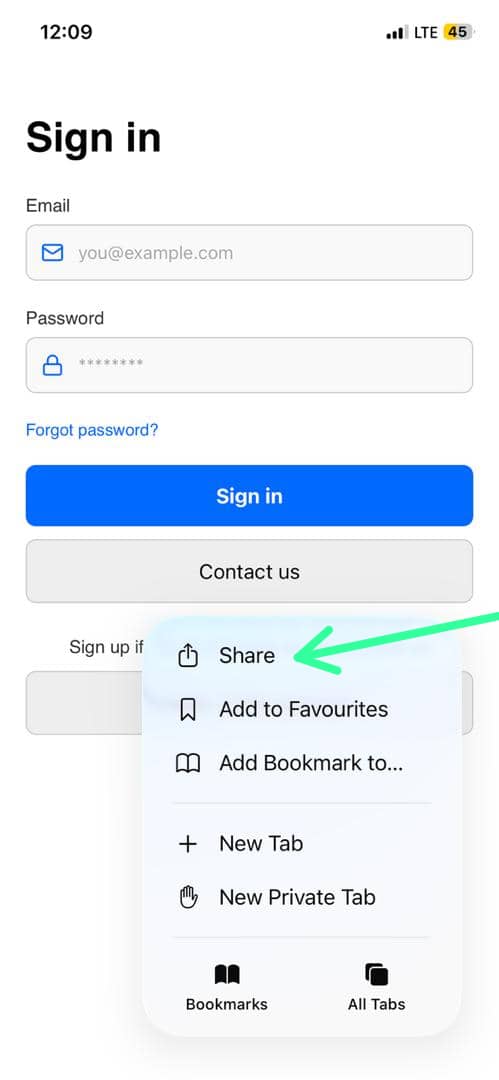 12:09
LTE 45
Sign in
Email
you@example.com
Password
********
Forgot password?
Sign in
Contact us
Sign up if
Share
Add to Favourites
Add Bookmark to...
New Tab
New Private Tab
Bookmarks All Tabs